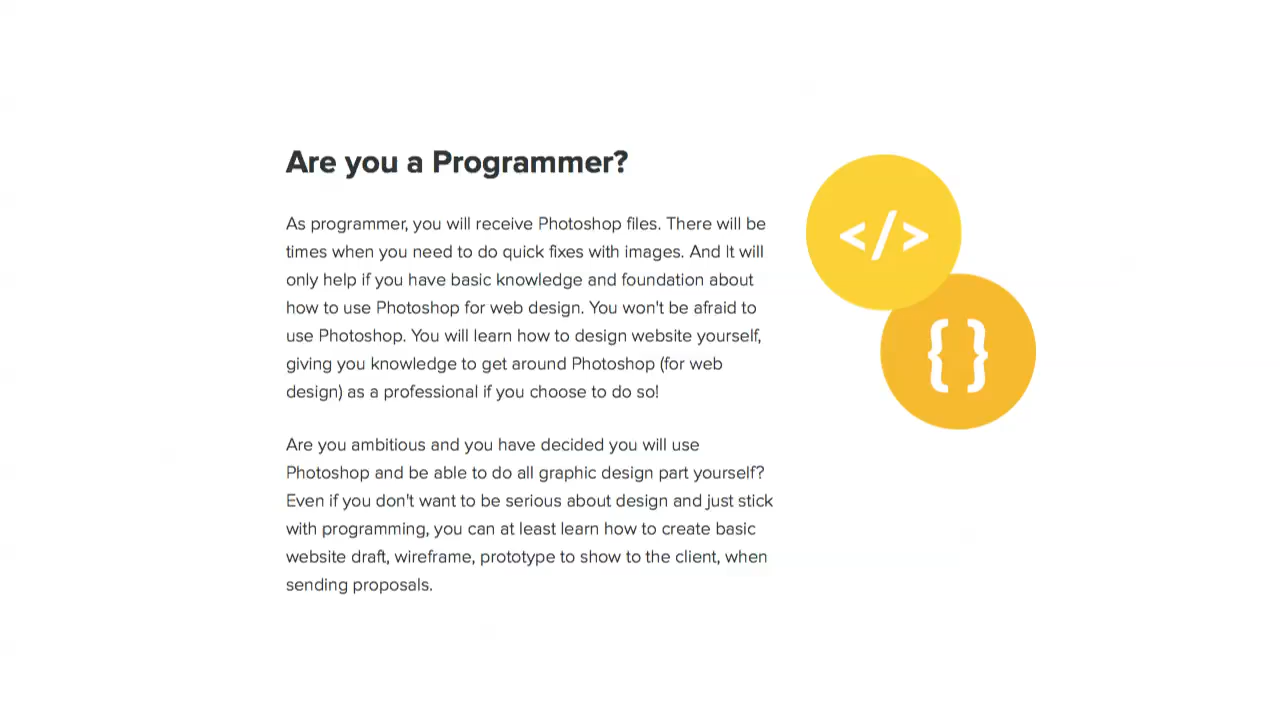 Are you a Programmer?
As programmer, you will receive Photoshop files. There will be
times when you need to do quick fixes with images. And It will
only help if you have basic knowledge and foundation about
how to use Photoshop for web design. You won't be afraid to
use Photoshop. You will learn how to design website yourself,
giving you knowledge to get around Photoshop (for web
design) as a professional if you choose to do so!
Are you ambitious and you have decided you will use
Photoshop and be able to do all graphic design part yourself?
Even if you don't want to be serious about design and just stick
with programming, you can at least learn how to create basic
website draft, wireframe, prototype to show to the client, when
sending proposals.
</>
{}